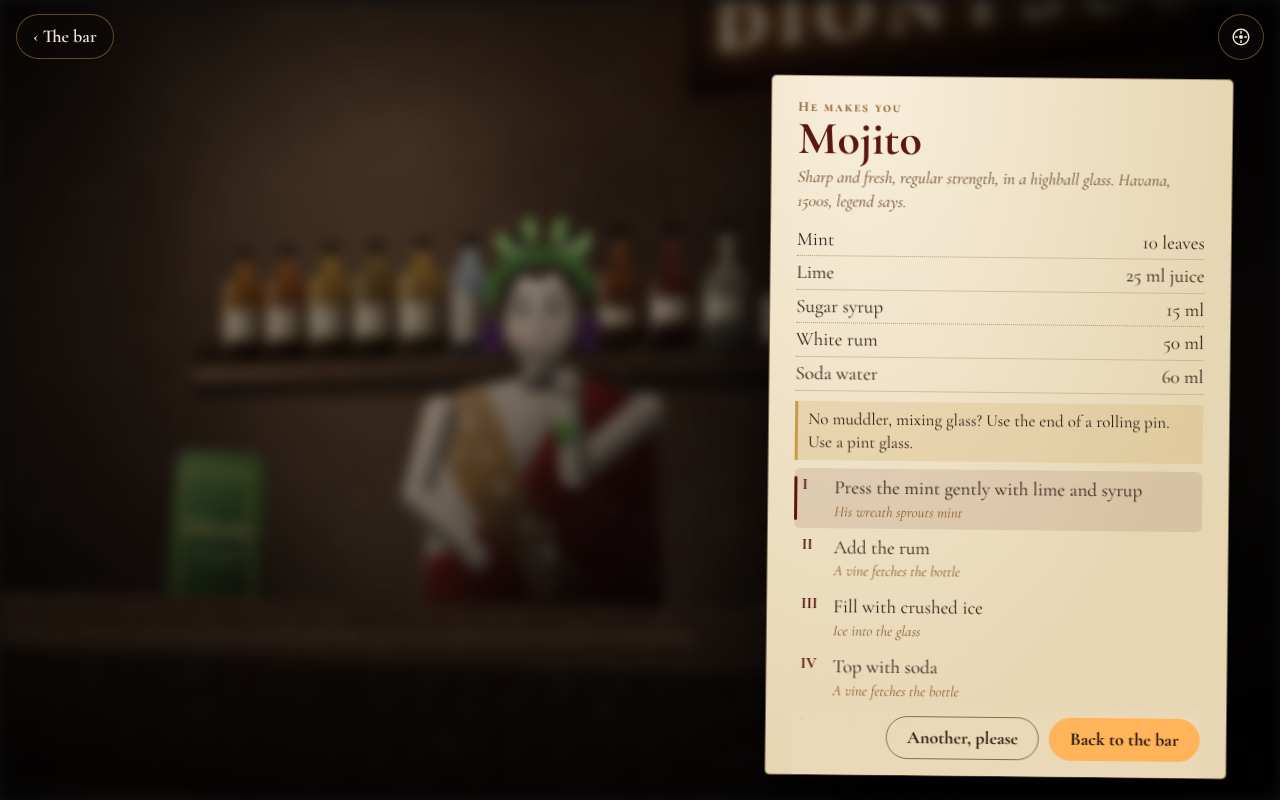 ‹ The bar
DIONYSUS
He makes you
Mojito
Sharp and fresh, regular strength, in a highball glass. Havana,
1500s, legend says.
Mint 10 leaves
Lime 25 ml juice
Sugar syrup 15 ml
White rum 50 ml
Soda water 60 ml
No muddler, mixing glass? Use the end of a rolling pin.
Use a pint glass.
I Press the mint gently with lime and syrup
His wreath sprouts mint
II Add the rum
A vine fetches the bottle
III Fill with crushed ice
Ice into the glass
IV Top with soda
A vine fetches the bottle
Another, please Back to the bar